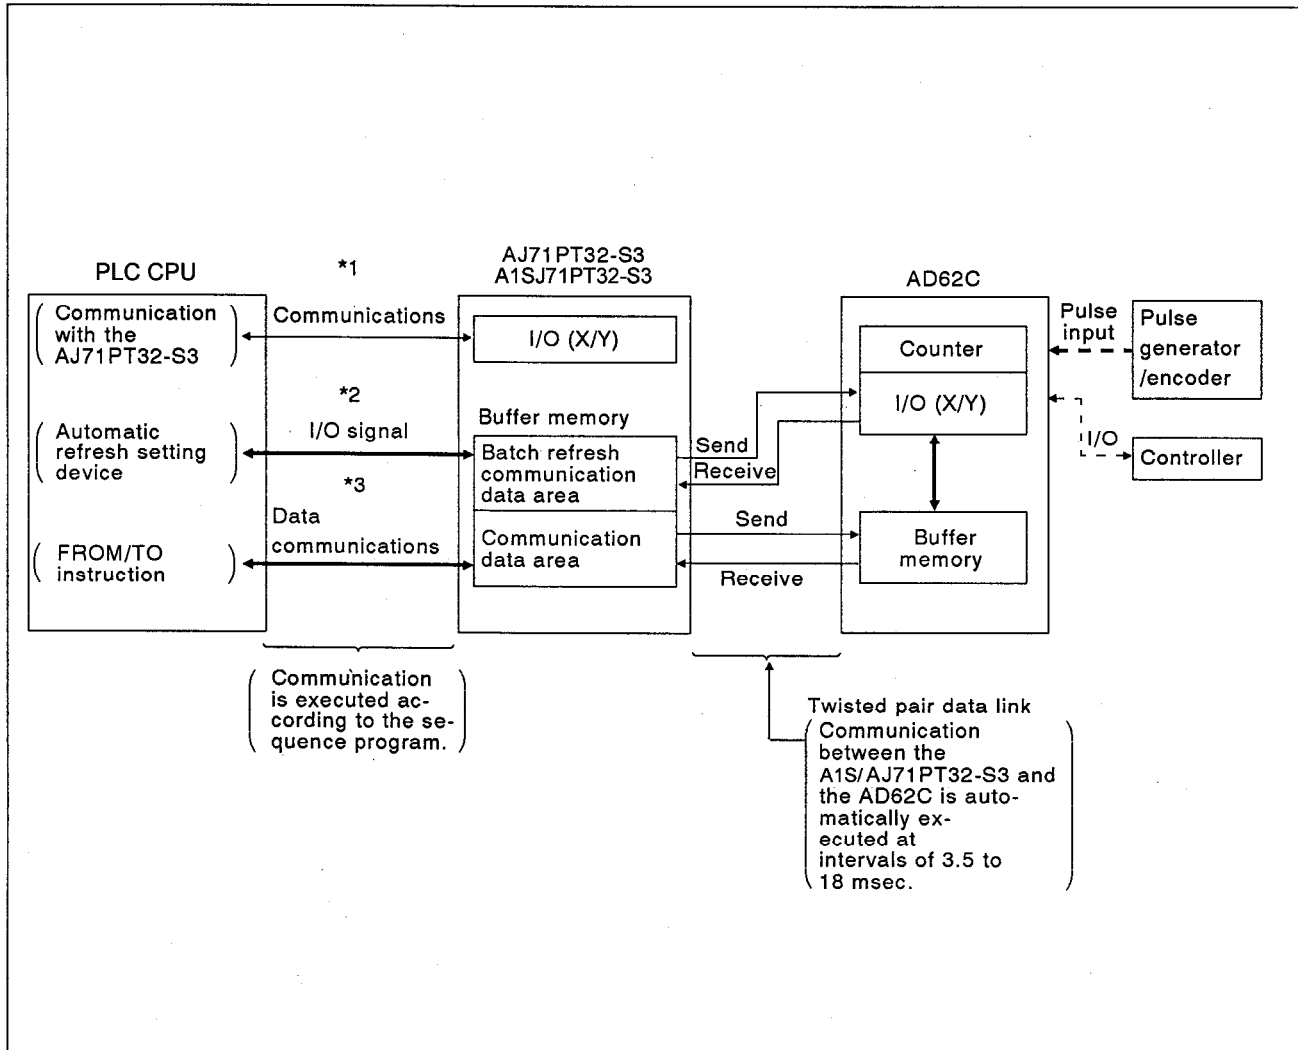 PLC CPU
*1
AJ71PT32-S3
A1SJ71PT32-S3
AD62C
Communication
with the
AJ71PT32-S3
Communications
I/O (X/Y)
Counter
I/O (X/Y)
Pulse
input
Pulse
generator
/encoder
*2
I/O signal
Automatic
refresh setting
device
Buffer memory
Batch refresh
communication
data area
Send
Receive
I/O
Controller
*3
Data
communications
FROM/TO
instruction
Communication
data area
Send
Receive
Buffer
memory
Communication
is executed ac-
cording to the se-
quence program.
Twisted pair data link
Communication
between the
A1S/AJ71PT32-S3 and
the AD62C is auto-
matically ex-
ecuted at
intervals of 3.5 to
18 msec.